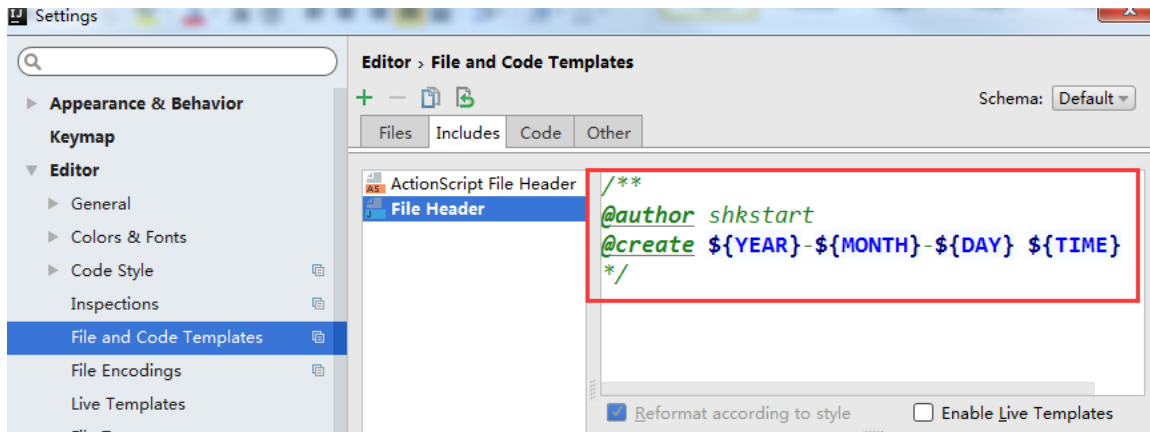 Settings
Editor › File and Code Templates
Appearance & Behavior
Schema: Default
Keymap
Files Includes Code Other
Editor
ActionScript File Header
General
File Header
Colors & Fonts
Code Style
Inspections
File and Code Templates
File Encodings
Live Templates
/**
@author shkstart
@create ${YEAR}-${MONTH}-${DAY} ${TIME}
*/
Reformat according to style
Enable Live Templates